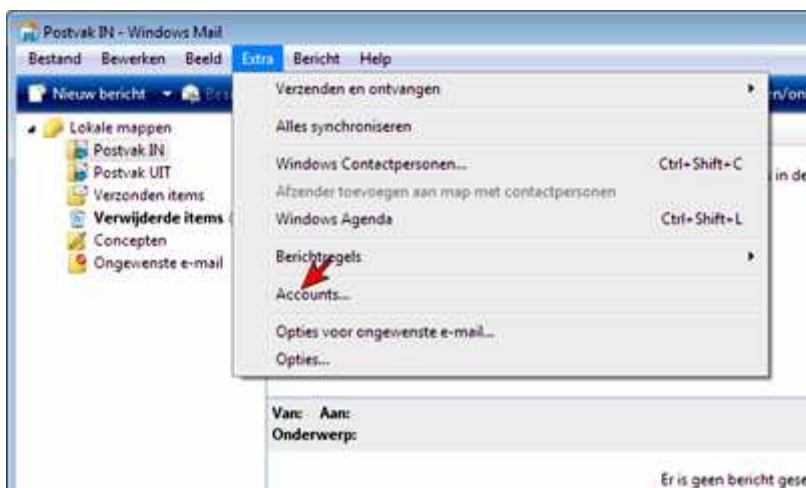 Postvak IN - Windows Mail
Bestand Bewerken Beeld Extra Bericht Help
Nieuw bericht
Verzenden en ontvangen
Alles synchroniseren
Windows Contactpersonen... Ctrl+Shift+C
Afzender toevoegen aan map met contactpersonen
Windows Agenda Ctrl+Shift+L
Berichtregels
Accounts...
Opties voor ongewenste e-mail...
Opties...
Lokale mappen
Postvak IN
Postvak UIT
Verzonden items
Verwijderde items
Concepten
Ongewenste e-mail
in de
Van: Aan:
Onderwerp:
Er is geen bericht gese